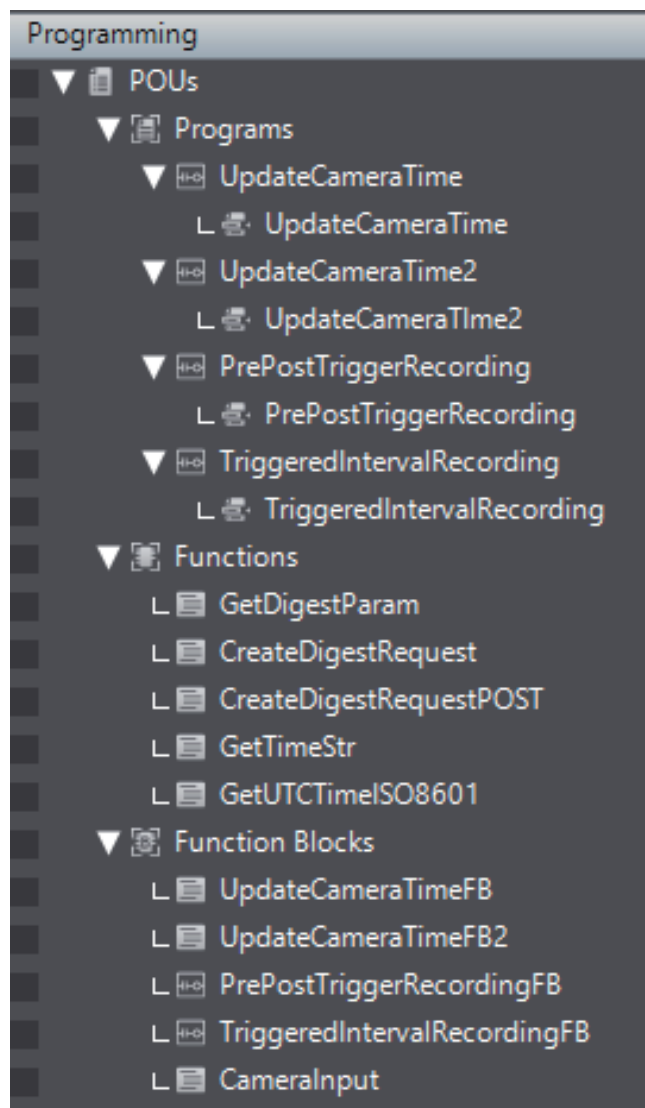 Programming
POUs
Programs
UpdateCameraTime
UpdateCameraTime
UpdateCameraTime2
UpdateCameraTIme2
PrePostTriggerRecording
PrePostTriggerRecording
TriggeredIntervalRecording
TriggeredIntervalRecording
Functions
GetDigestParam
CreateDigestRequest
CreateDigestRequestPOST
GetTimeStr
GetUTCTimeISO8601
Function Blocks
UpdateCameraTimeFB
UpdateCameraTimeFB2
PrePostTriggerRecordingFB
TriggeredIntervalRecordingFB
CameraInput